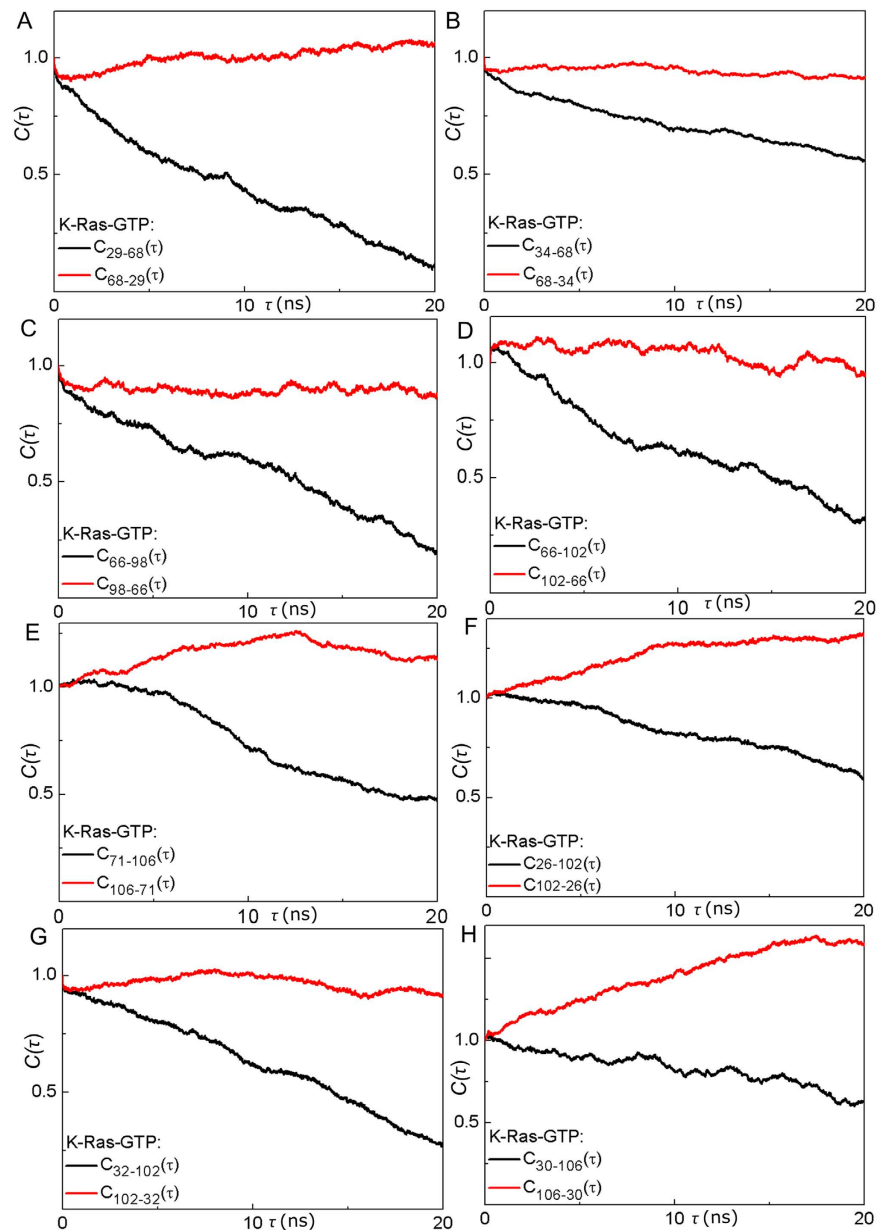 A
1.0
C(τ)
0.5
K-Ras-GTP:
C29-68(τ)
C68-29(τ)
0
10
τ (ns)
20
B
1.0
C(τ)
0.5
K-Ras-GTP:
C34-68(τ)
C68-34(τ)
0
10
τ (ns)
20
C
1.0
C(τ)
0.5
K-Ras-GTP:
C66-98(τ)
C98-66(τ)
0
10
τ (ns)
20
D
1.0
C(τ)
0.5
K-Ras-GTP:
C66-102(τ)
C102-66(τ)
0
10
τ (ns)
20
E
1.0
C(τ)
0.5
K-Ras-GTP:
C71-106(τ)
C106-71(τ)
0
10
τ (ns)
20
F
1.0
C(τ)
0.5
K-Ras-GTP:
C26-102(τ)
C102-26(τ)
0
10
τ (ns)
20
G
1.0
C(τ)
0.5
K-Ras-GTP:
C32-102(τ)
C102-32(τ)
0
10
τ (ns)
20
H
1.0
C(τ)
0.5
K-Ras-GTP:
C30-106(τ)
C106-30(τ)
0
10
τ (ns)
20